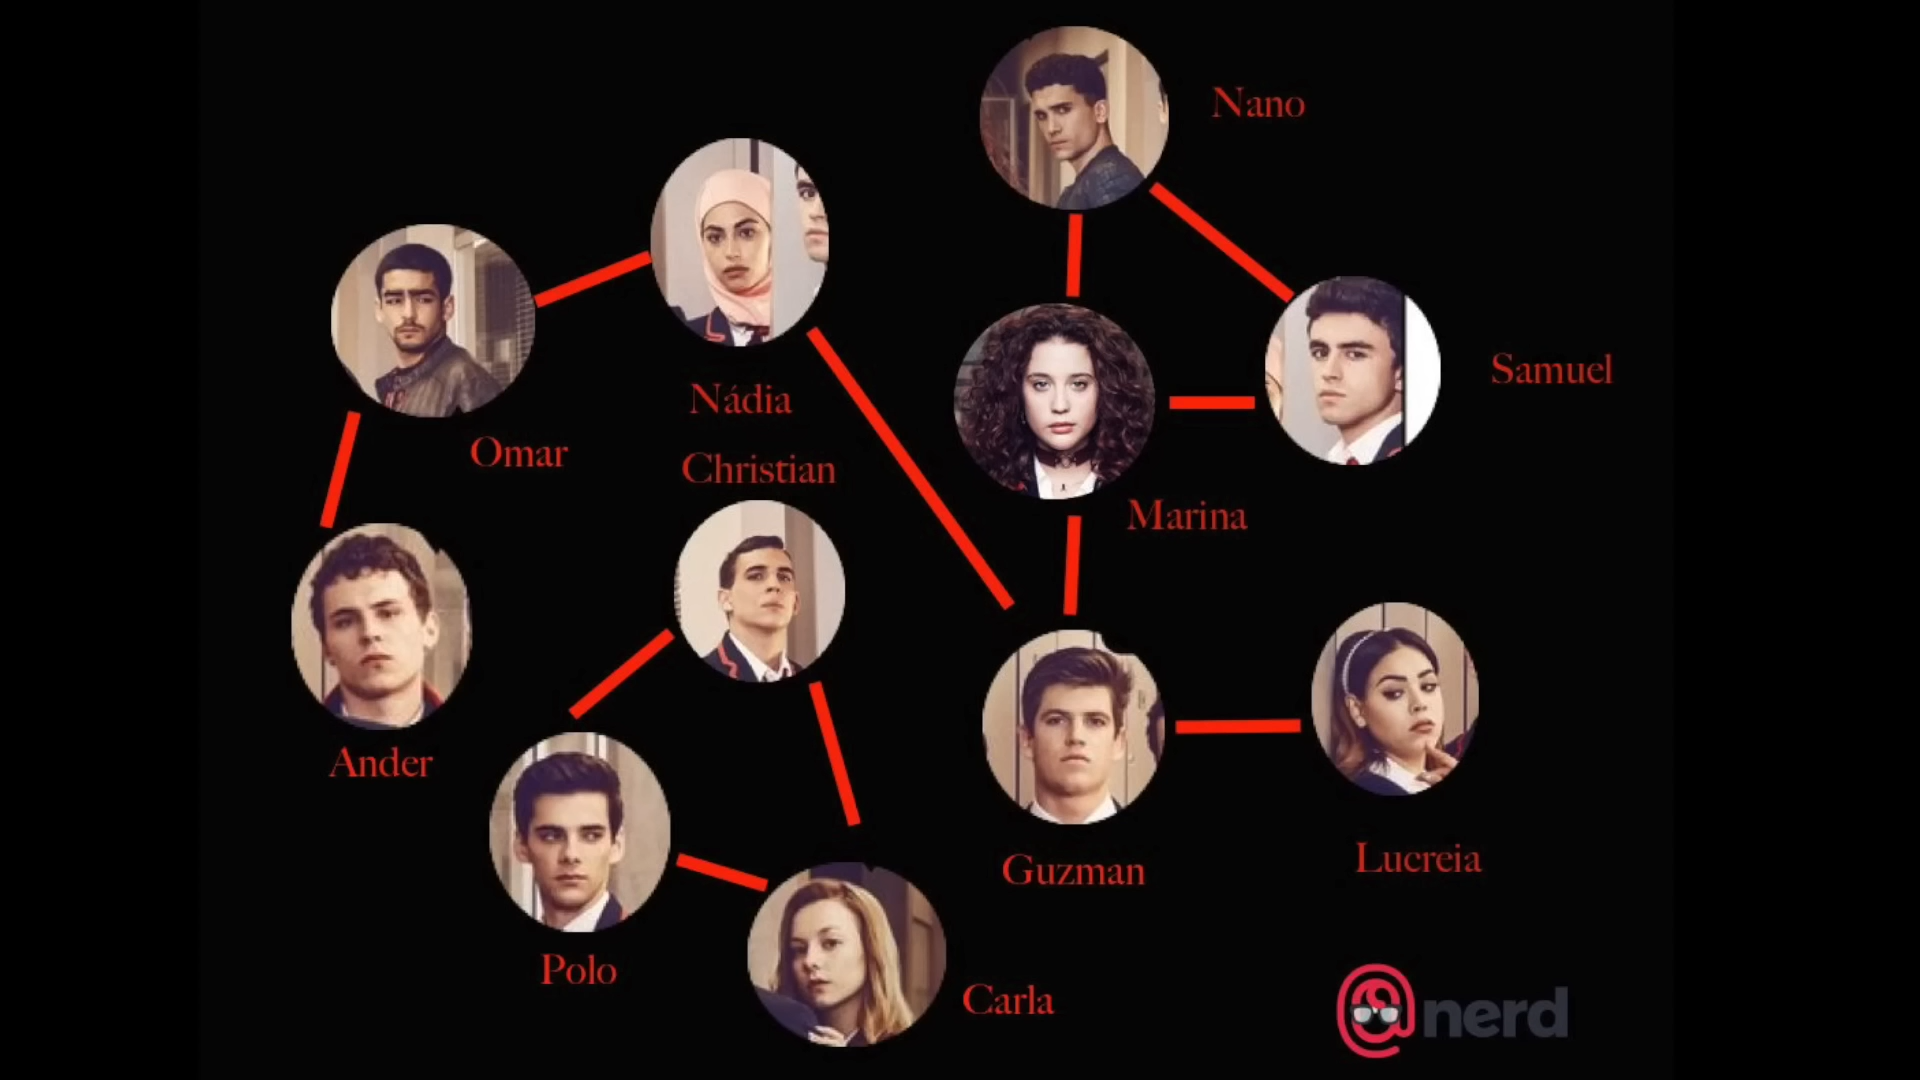 Nano
Samuel
Nádia
Omar
Christian
Marina
Ander
Guzman
Lucreia
Polo
Carla
@nerd